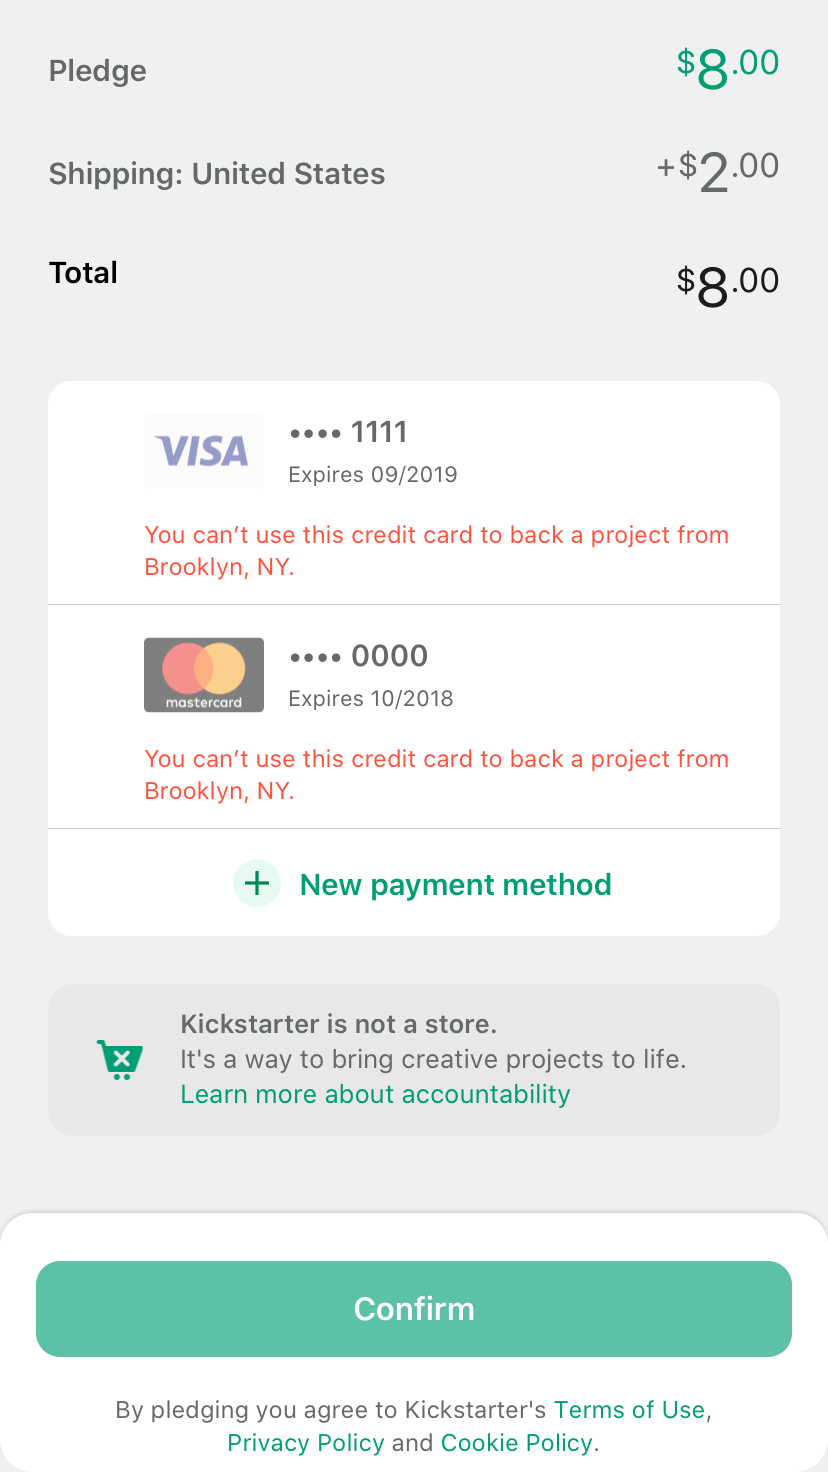 Pledge $8.00
Shipping: United States +$2.00
Total $8.00
VISA •••• 1111
Expires 09/2019
You can’t use this credit card to back a project from
Brooklyn, NY.
mastercard •••• 0000
Expires 10/2018
You can’t use this credit card to back a project from
Brooklyn, NY.
+ New payment method
Kickstarter is not a store.
It's a way to bring creative projects to life.
Learn more about accountability
Confirm
By pledging you agree to Kickstarter's Terms of Use,
Privacy Policy and Cookie Policy.